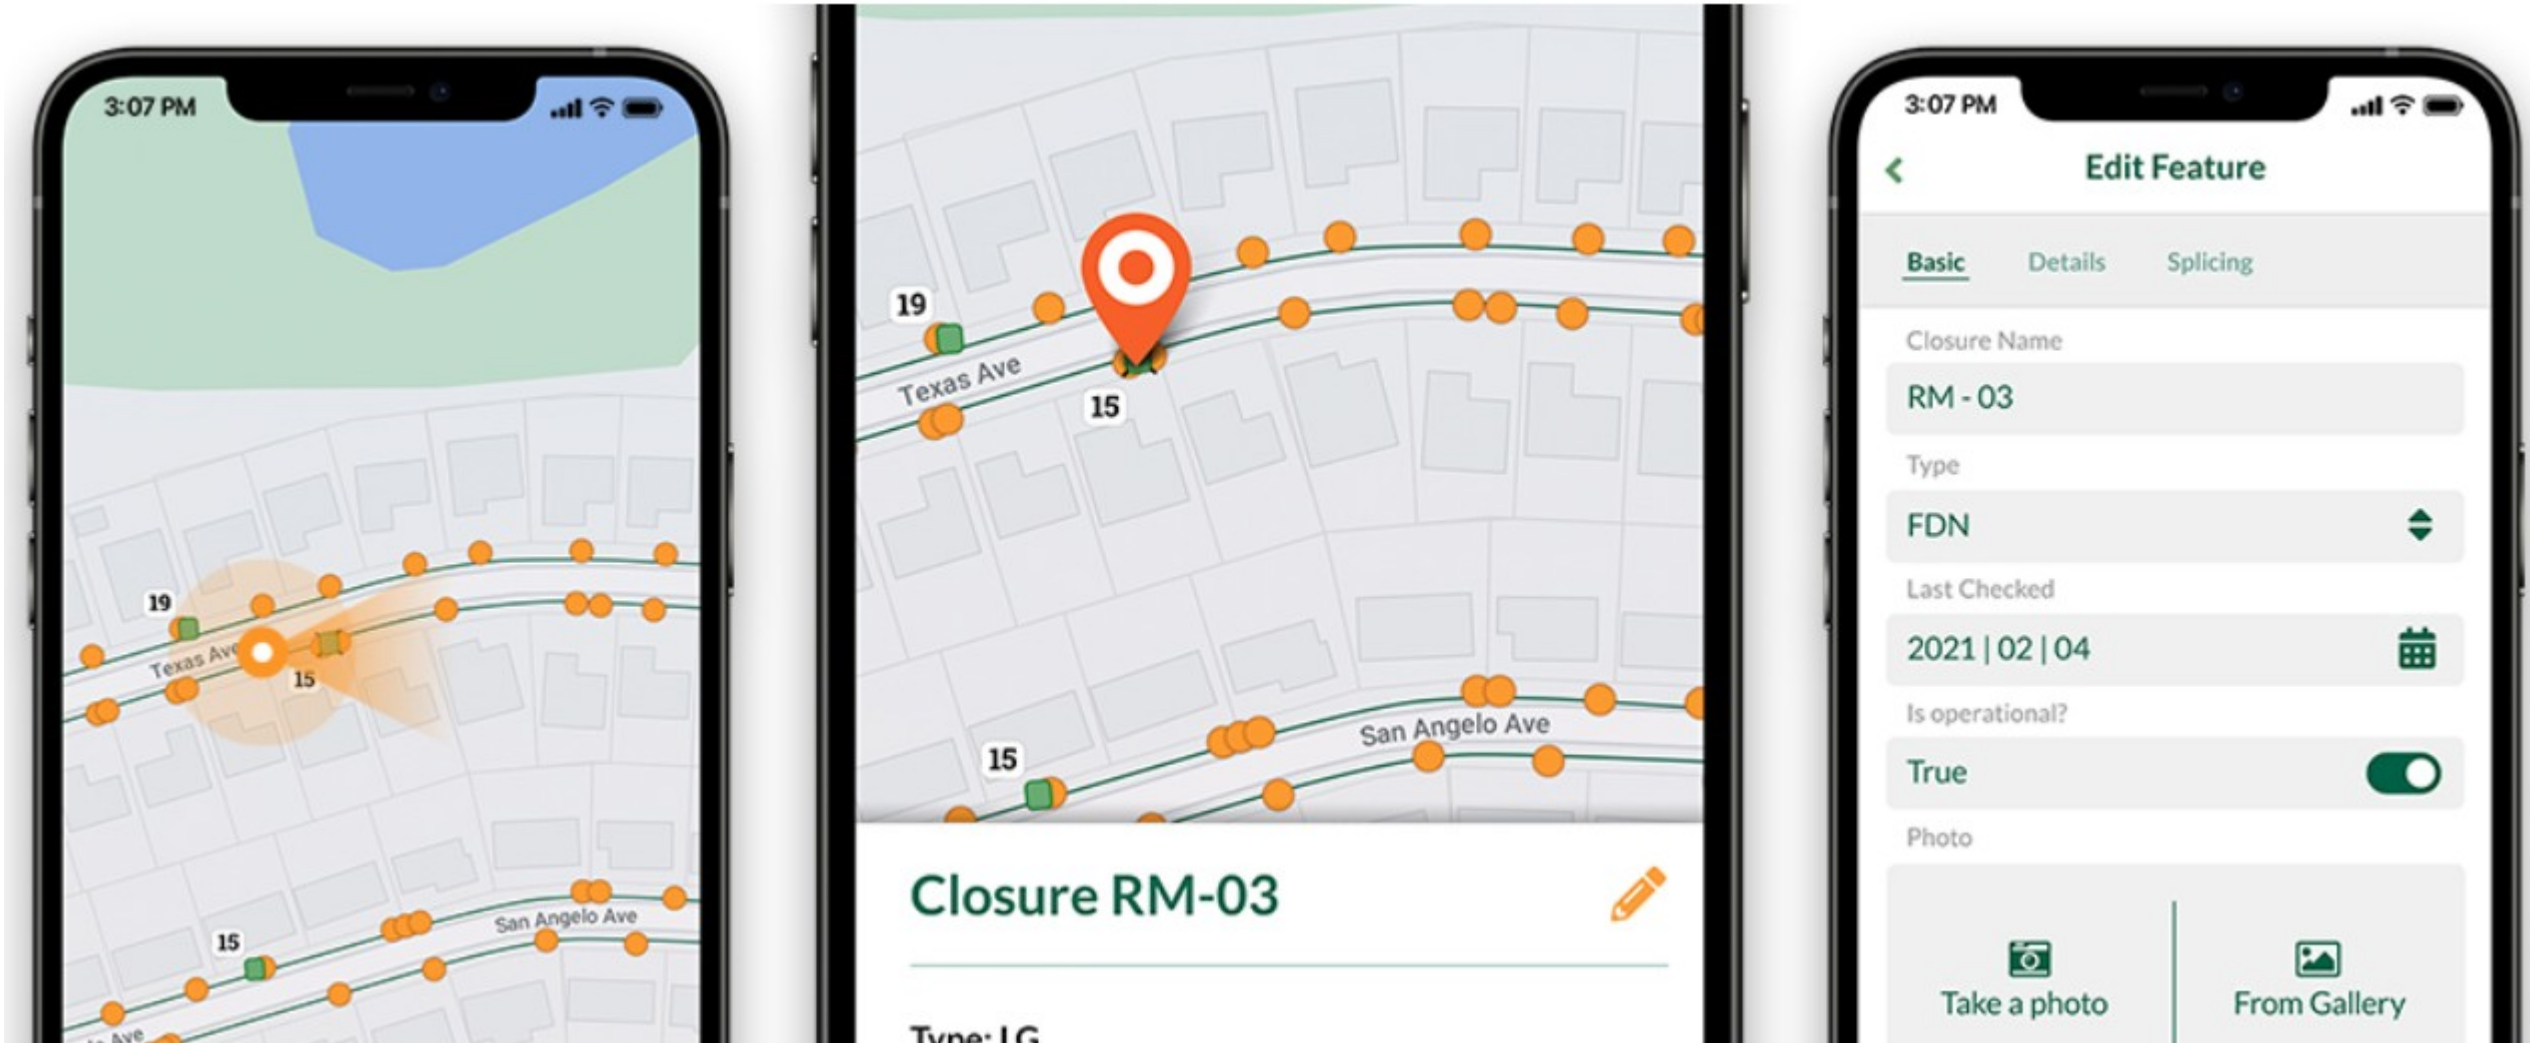 3:07 PM
19
Texas Ave
15
15
San Angelo Ave
Ave
19
Texas Ave
15
15
San Angelo Ave
Closure RM-03
Type: LG
3:07 PM
Edit Feature
Basic Details Splicing
Closure Name
RM - 03
Type
FDN
Last Checked
2021 | 02 | 04
Is operational?
True
Photo
Take a photo
From Gallery